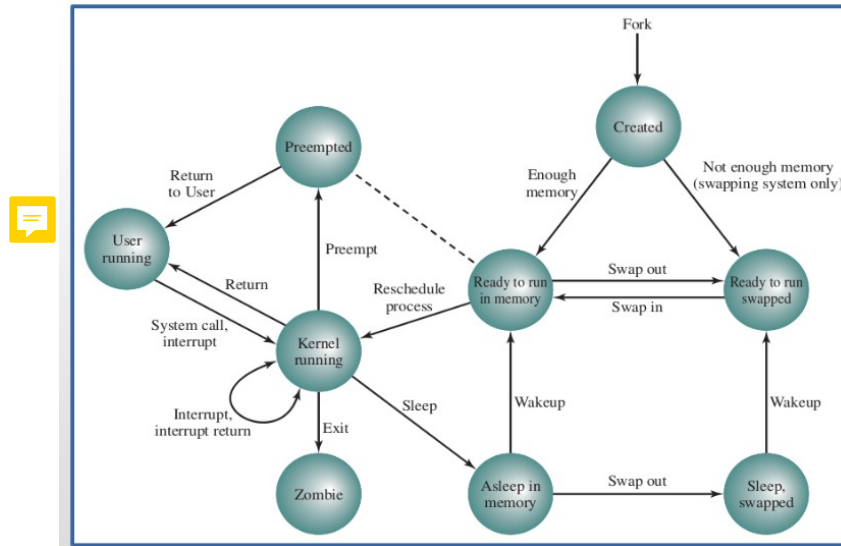 Fork
Created
Preempted
Return
to User
Enough
memory
Not enough memory
(swapping system only)
User
running
Preempt
Return
Reschedule
process
Ready to run
in memory
Swap out
Swap in
Ready to run
swapped
System call,
interrupt
Kernel
running
Interrupt,
interrupt return
Sleep
Wakeup
Wakeup
Exit
Zombie
Asleep in
memory
Swap out
Sleep,
swapped